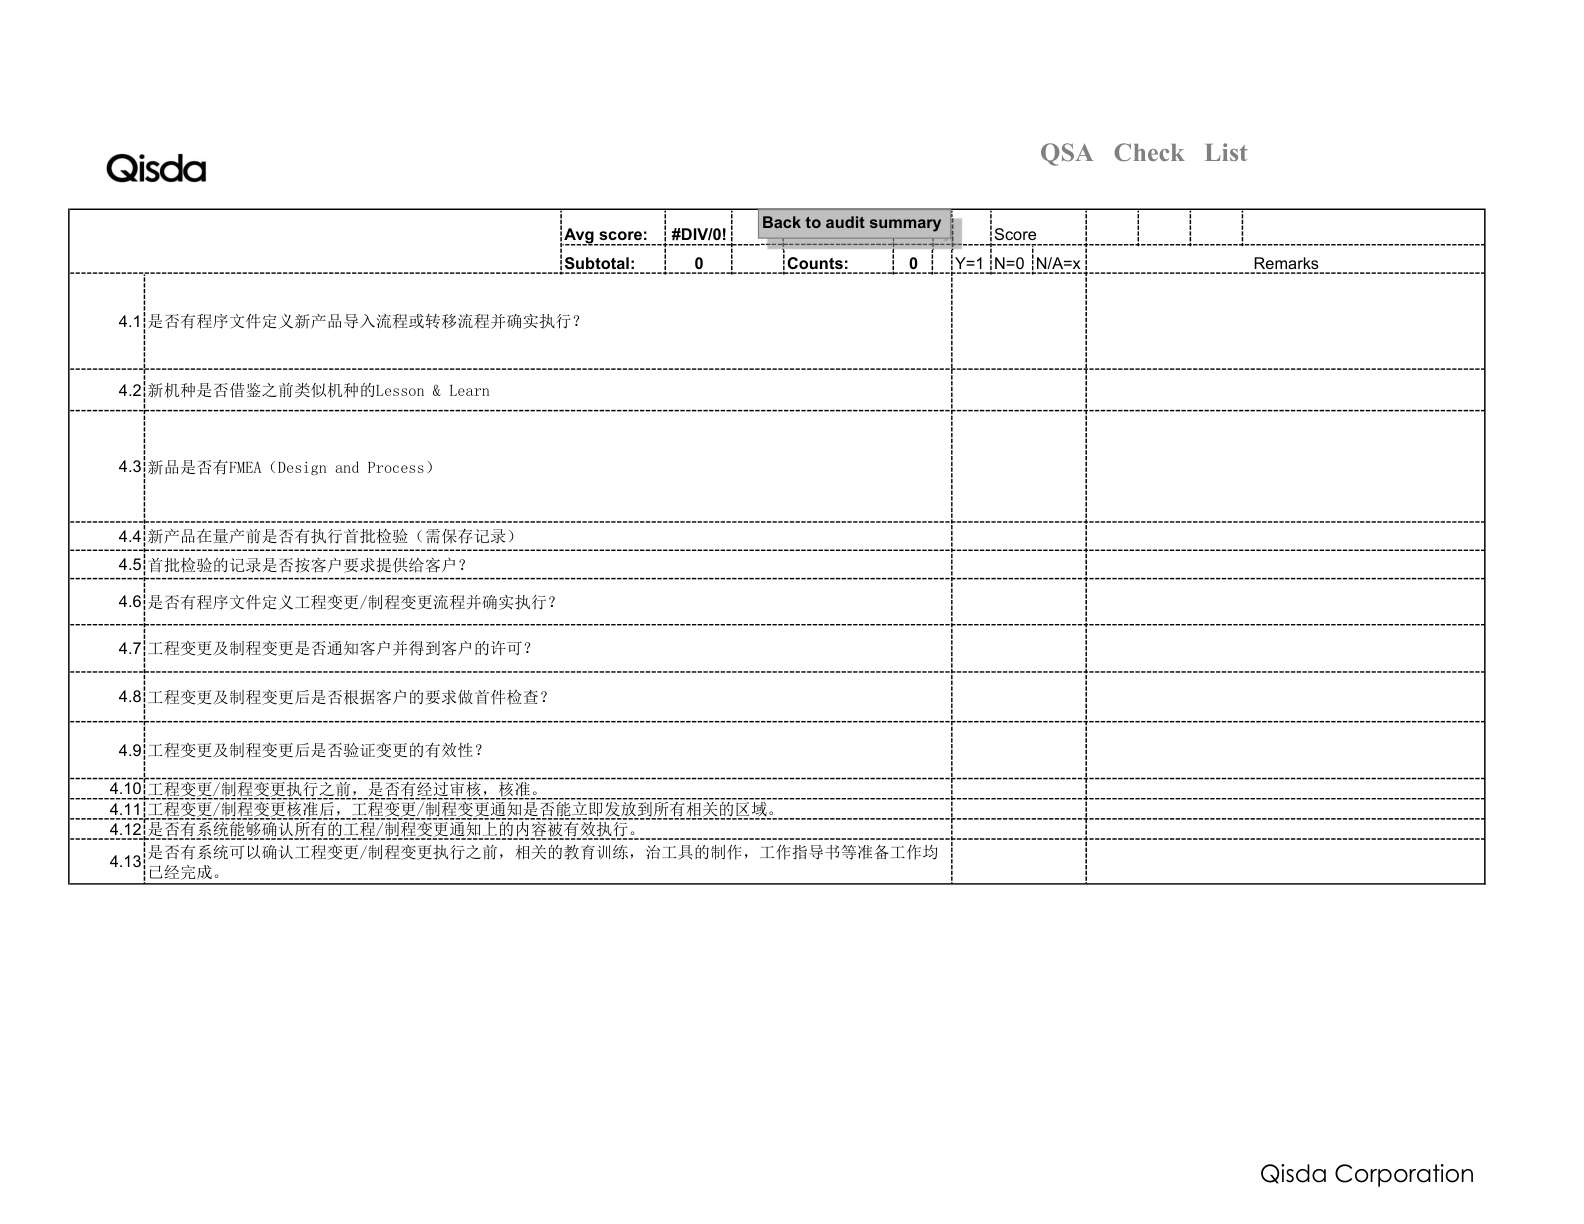 Qisda
QSA Check List
Back to audit summary
Avg score: #DIV/0! Score
Subtotal: 0 Counts: 0 Y=1 N=0 N/A=x Remarks
4.1 是否有程序文件定义新产品导入流程或转移流程并确实执行？
4.2 新机种是否借鉴之前类似机种的Lesson & Learn
4.3 新品是否有FMEA（Design and Process）
4.4 新产品在量产前是否有执行首批检验（需保存记录）
4.5 首批检验的记录是否按客户要求提供给客户？
4.6 是否有程序文件定义工程变更/制程变更流程并确实执行？
4.7 工程变更及制程变更是否通知客户并得到客户的许可？
4.8 工程变更及制程变更后是否根据客户的要求做首件检查？
4.9 工程变更及制程变更后是否验证变更的有效性？
4.10 工程变更/制程变更执行之前，是否有经过审核，核准。
4.11 工程变更/制程变更核准后，工程变更/制程变更通知是否能立即发放到所有相关的区域。
4.12 是否有系统能够确认所有的工程/制程变更通知上的内容被有效执行。
4.13 是否有系统可以确认工程变更/制程变更执行之前，相关的教育训练，治工具的制作，工作指导书等准备工作均
已经完成。
Qisda Corporation